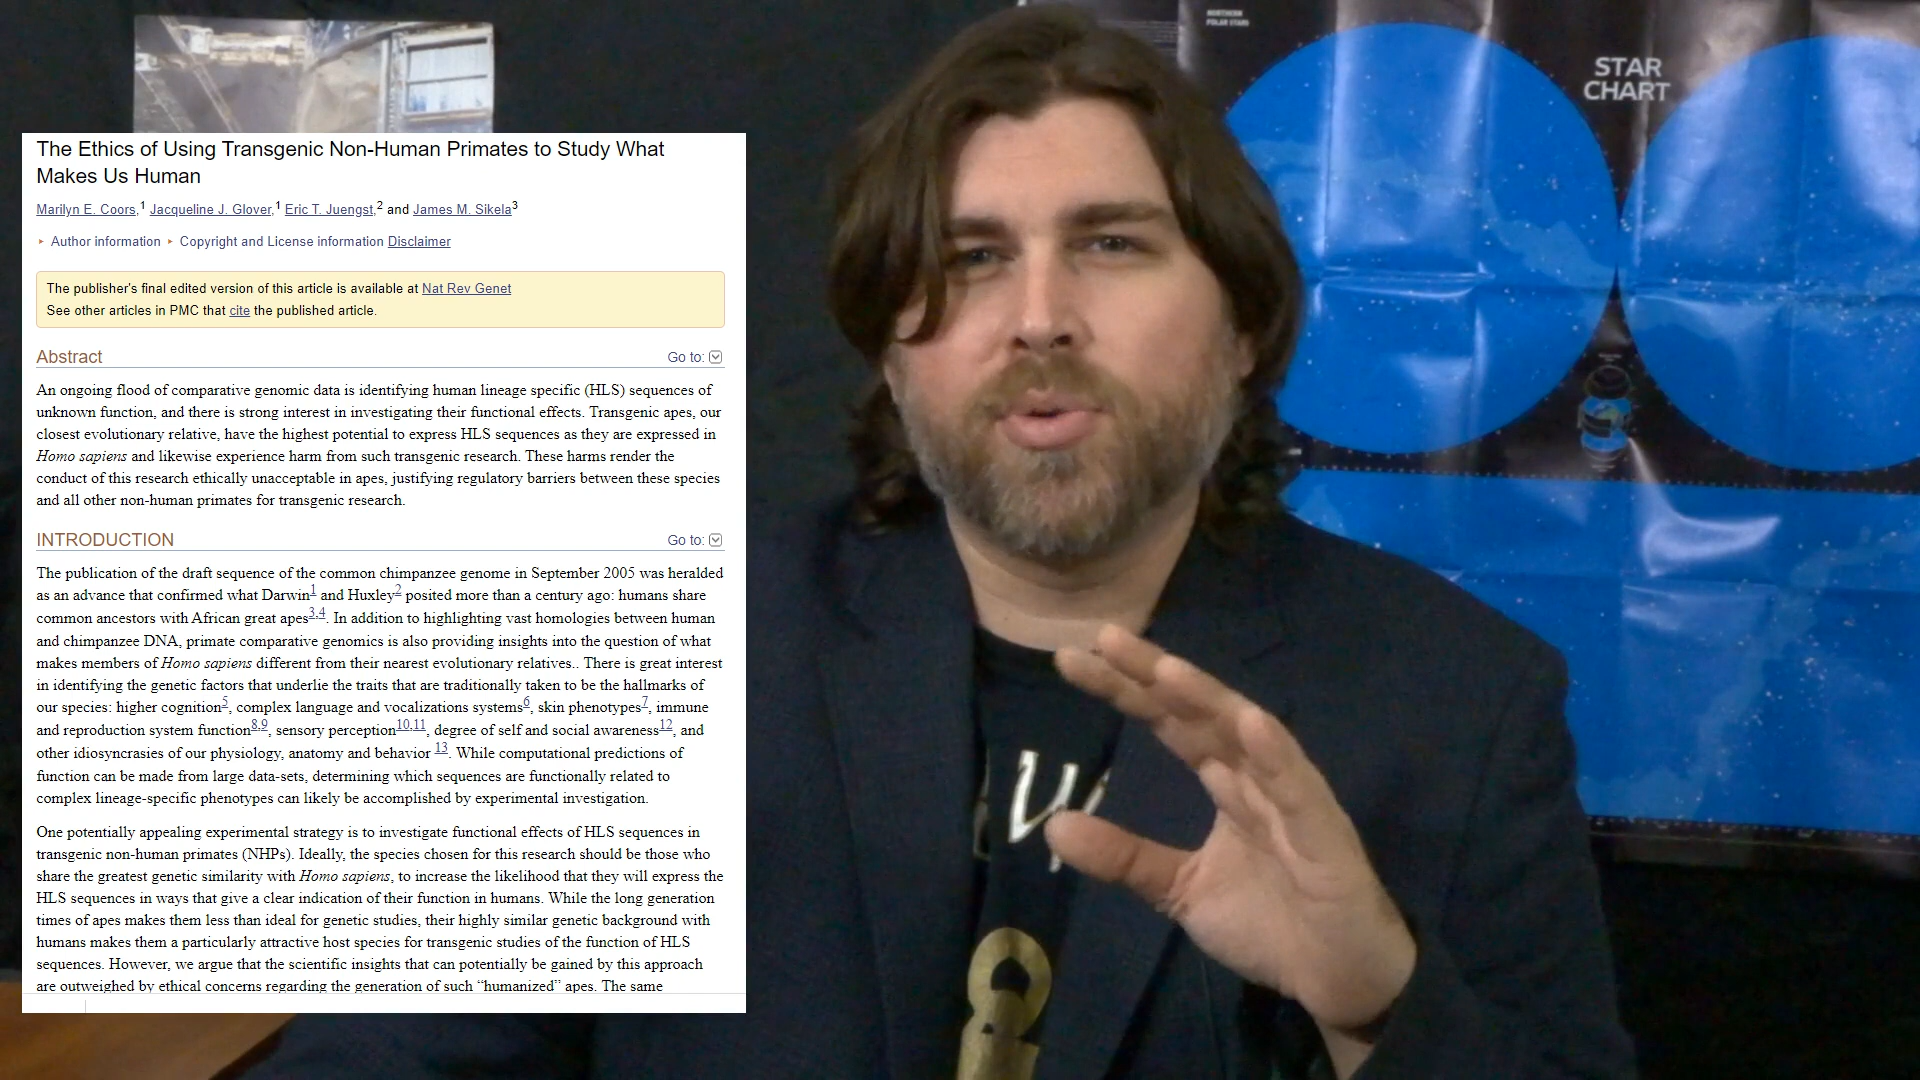 NORTHERN
POLAR STARS
STAR
CHART
The Ethics of Using Transgenic Non-Human Primates to Study What
Makes Us Human
Marilyn E. Coors,1 Jacqueline J. Glover,1 Eric T. Juengst,2 and James M. Sikela3
▸ Author information ▸ Copyright and License information Disclaimer
The publisher's final edited version of this article is available at Nat Rev Genet
See other articles in PMC that cite the published article.
Abstract Go to:
An ongoing flood of comparative genomic data is identifying human lineage specific (HLS) sequences of
unknown function, and there is strong interest in investigating their functional effects. Transgenic apes, our
closest evolutionary relative, have the highest potential to express HLS sequences as they are expressed in
Homo sapiens and likewise experience harm from such transgenic research. These harms render the
conduct of this research ethically unacceptable in apes, justifying regulatory barriers between these species
and all other non-human primates for transgenic research.
INTRODUCTION Go to:
The publication of the draft sequence of the common chimpanzee genome in September 2005 was heralded
as an advance that confirmed what Darwin1 and Huxley2 posited more than a century ago: humans share
common ancestors with African great apes3,4. In addition to highlighting vast homologies between human
and chimpanzee DNA, primate comparative genomics is also providing insights into the question of what
makes members of Homo sapiens different from their nearest evolutionary relatives.. There is great interest
in identifying the genetic factors that underlie the traits that are traditionally taken to be the hallmarks of
our species: higher cognition5, complex language and vocalizations systems6, skin phenotypes7, immune
and reproduction system function8,9, sensory perception10,11, degree of self and social awareness12, and
other idiosyncrasies of our physiology, anatomy and behavior 13. While computational predictions of
function can be made from large data-sets, determining which sequences are functionally related to
complex lineage-specific phenotypes can likely be accomplished by experimental investigation.
One potentially appealing experimental strategy is to investigate functional effects of HLS sequences in
transgenic non-human primates (NHPs). Ideally, the species chosen for this research should be those who
share the greatest genetic similarity with Homo sapiens, to increase the likelihood that they will express the
HLS sequences in ways that give a clear indication of their function in humans. While the long generation
times of apes makes them less than ideal for genetic studies, their highly similar genetic background with
humans makes them a particularly attractive host species for transgenic studies of the function of HLS
sequences. However, we argue that the scientific insights that can potentially be gained by this approach
are outweighed by ethical concerns regarding the generation of such “humanized” apes. The same